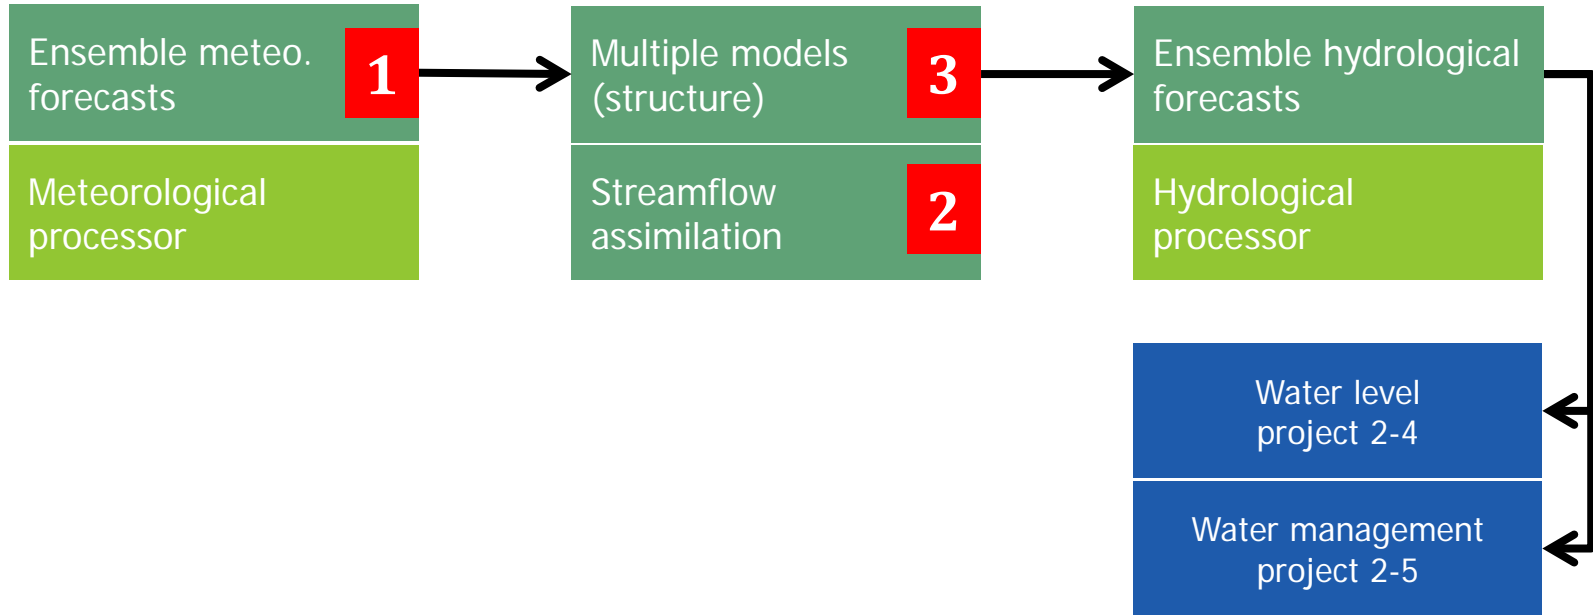 Ensemble meteo.
forecasts
1
Meteorological
processor
Multiple models
(structure)
3
Streamflow
assimilation
2
Ensemble hydrological
forecasts
Hydrological
processor
Water level
project 2-4
Water management
project 2-5